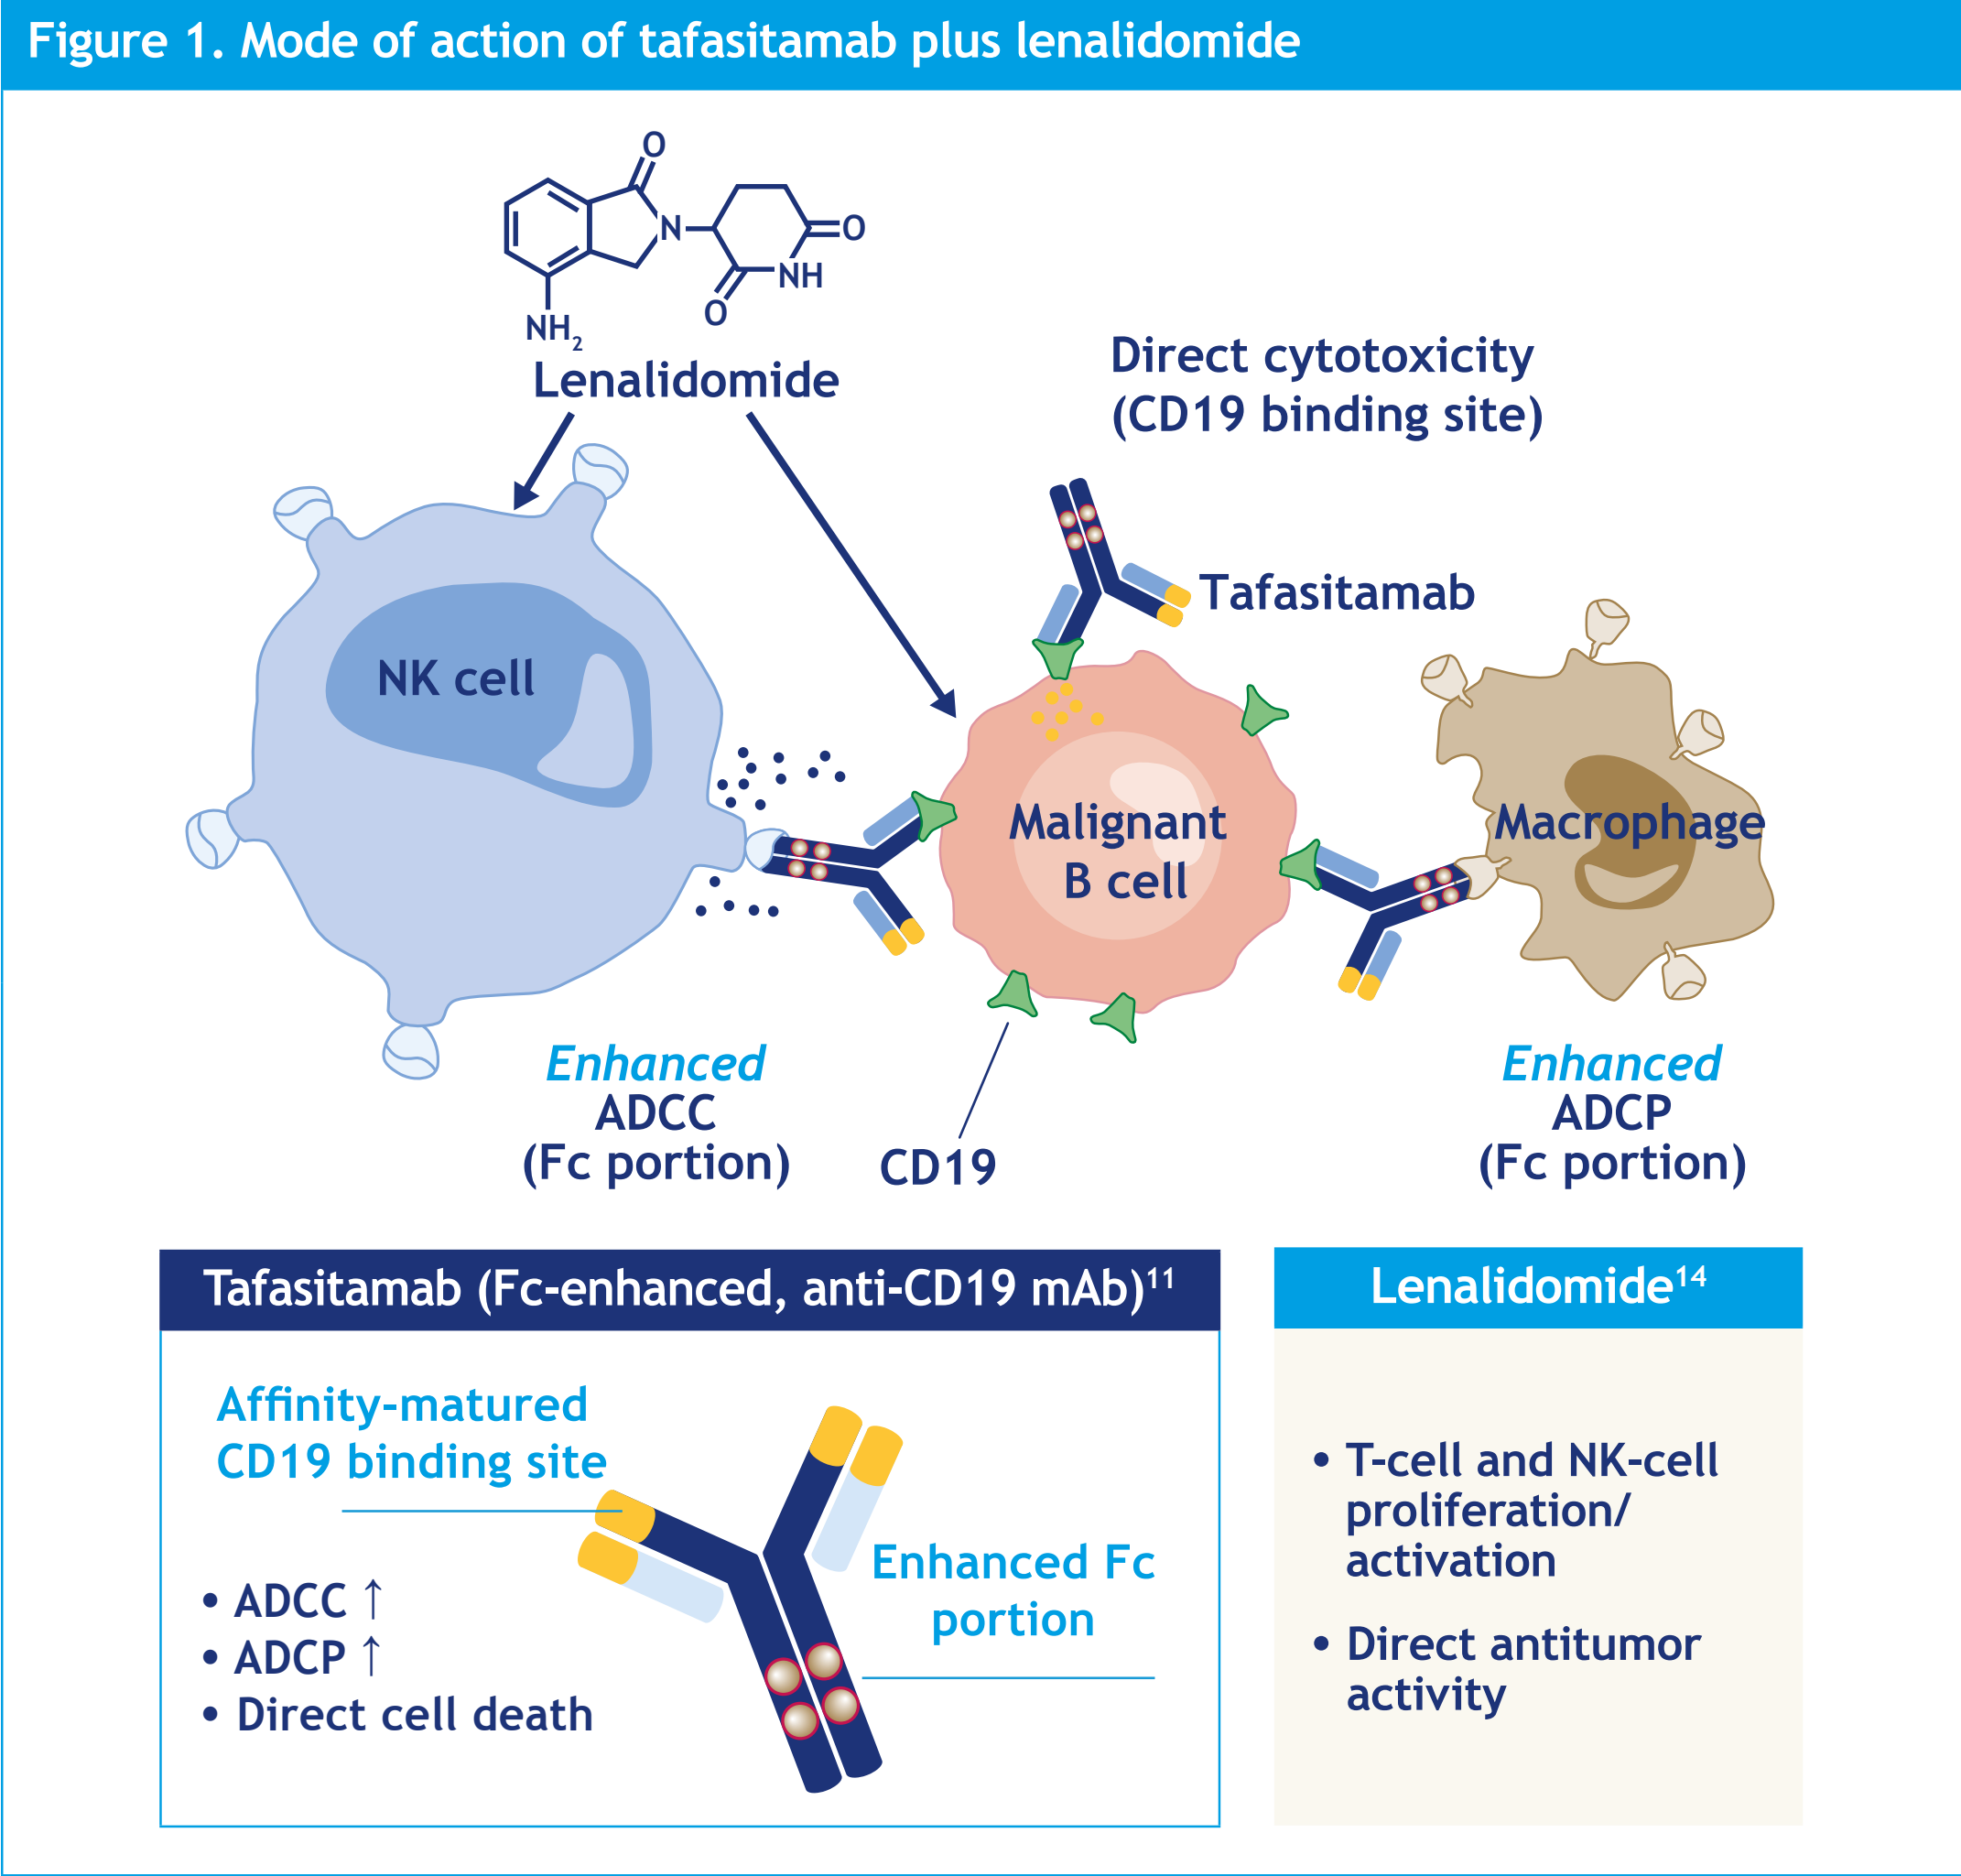 Figure 1. Mode of action of tafasitamab plus lenalidomide
O
N
O
NH
O
NH2
Lenalidomide
Direct cytotoxicity
(CD19 binding site)
Tafasitamab
NK cell
Malignant
B cell
Macrophage
Enhanced
ADCC
(Fc portion)
CD19
Enhanced
ADCP
(Fc portion)
Tafasitamab (Fc-enhanced, anti-CD19 mAb)11
Affinity-matured
CD19 binding site
Enhanced Fc
portion
• ADCC ↑
• ADCP ↑
• Direct cell death
Lenalidomide14
• T-cell and NK-cell
proliferation/
activation
• Direct antitumor
activity